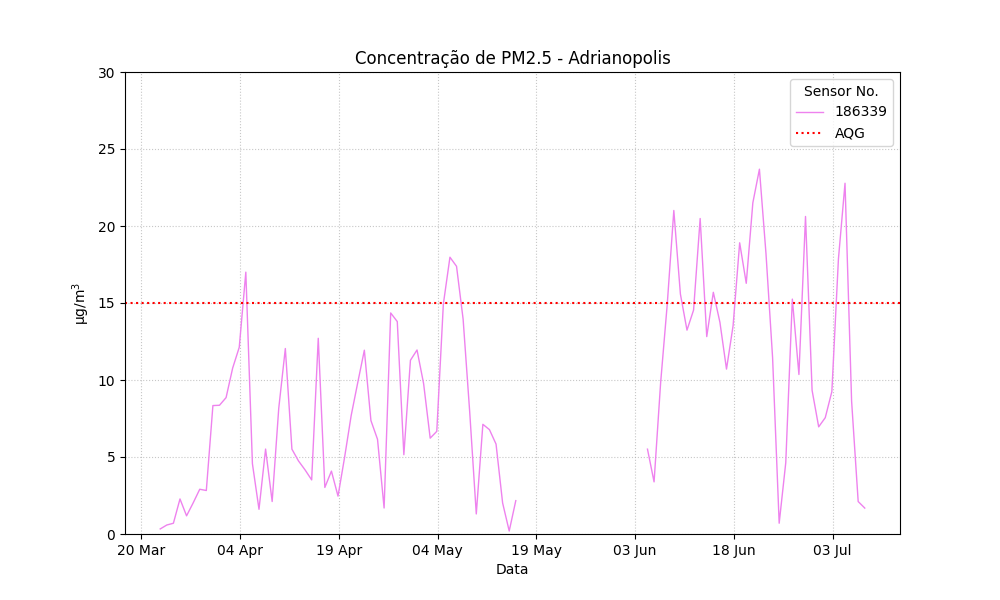 Concentração de PM2.5 - Adrianopolis
30
25
20
15
10
5
0
µg/m³
Sensor No.
186339
AQG
20 Mar
04 Apr
19 Apr
04 May
19 May
03 Jun
18 Jun
03 Jul
Data